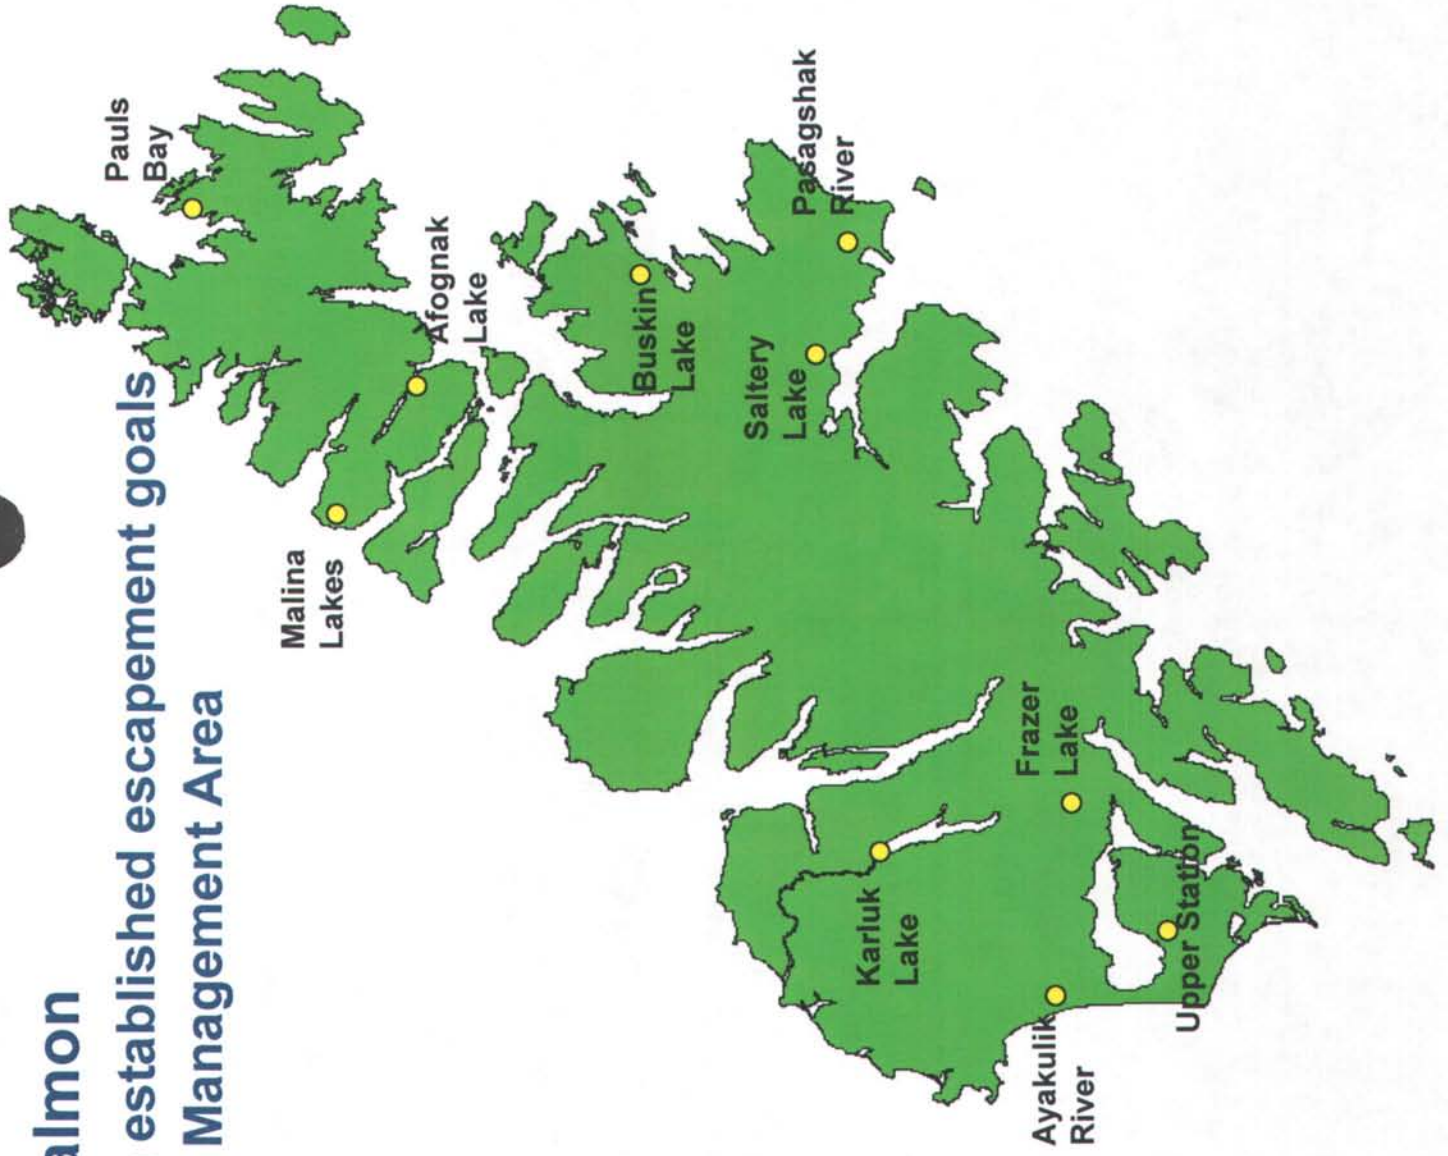 almon
established escapement goals
Management Area
Pauls
Bay
Malina
Lakes
Afognak
Lake
Buskin
Lake
Saltery
Lake
Pasagshak
River
Karluk
Lake
Frazer
Lake
Ayakulik
River
Upper Station